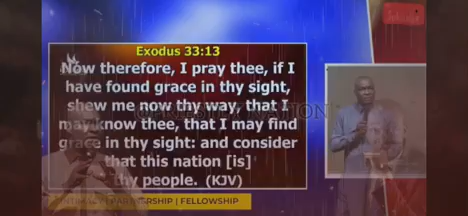 Exodus 33:13
Now therefore, I pray thee, if I
have found grace in thy sight,
shew me now thy way, that I
may know thee, that I may find
grace in thy sight: and consider
that this nation [is]
thy people. (KJV)
| FELLOWSHIP